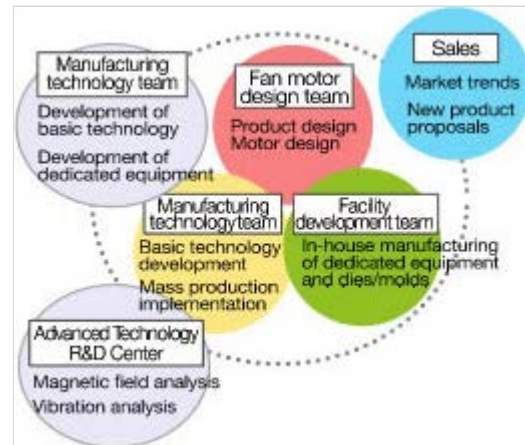 Manufacturing
technology team
Development of
basic technology
Development of
dedicated equipment
Fan motor
design team
Product design
Motor design
Sales
Market trends
New product
proposals
Manufacturing
technologyteam
Basic technology
development
Mass production
implementation
Facility
development team
In-house manufacturing
of dedicated equipment
and dies/molds
Advanced Technology
R&D Center
Magnetic field analysis
Vibration analysis